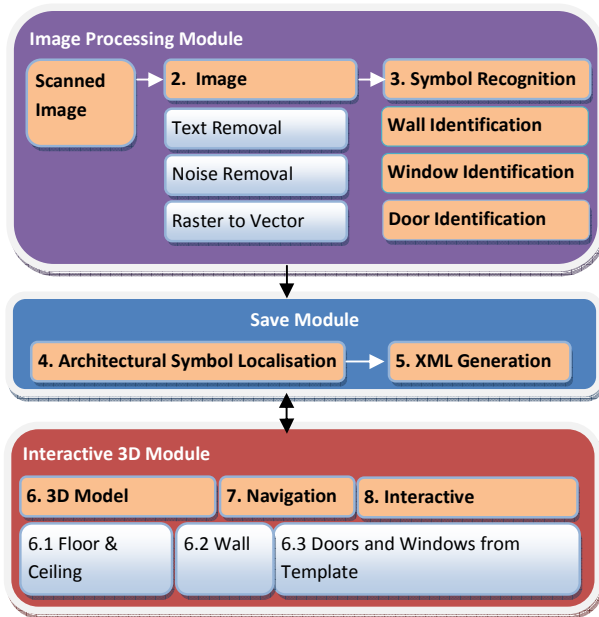 Image Processing Module
Scanned
Image
2. Image
3. Symbol Recognition
Text Removal
Wall Identification
Noise Removal
Window Identification
Raster to Vector
Door Identification
Save Module
4. Architectural Symbol Localisation
5. XML Generation
Interactive 3D Module
6. 3D Model
7. Navigation
8. Interactive
6.1 Floor &
Ceiling
6.2 Wall
6.3 Doors and Windows from
Template